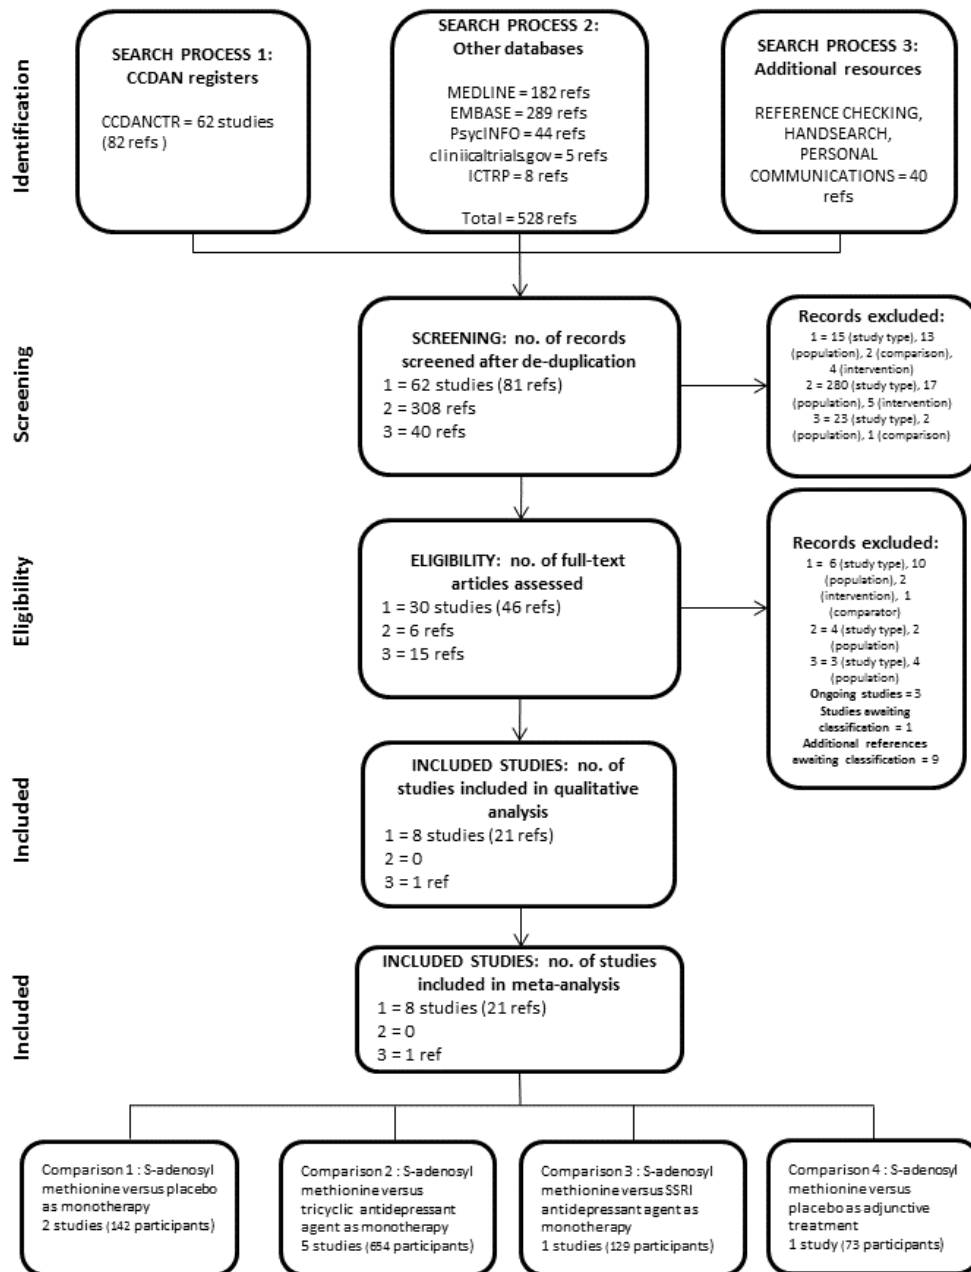 Identification
SEARCH PROCESS 1:
CCDAN registers
CCDANCTR = 62 studies
(82 refs )
SEARCH PROCESS 2:
Other databases
MEDLINE = 182 refs
EMBASE = 289 refs
PsycINFO = 44 refs
cliniicaltrials.gov = 5 refs
ICTRP = 8 refs
Total = 528 refs
SEARCH PROCESS 3:
Additional resources
REFERENCE CHECKING,
HANDSEARCH,
PERSONAL
COMMUNICATIONS = 40
refs
Screening
SCREENING: no. of records
screened after de-duplication
1 = 62 studies (81 refs)
2 = 308 refs
3 = 40 refs
Records excluded:
1 = 15 (study type), 13
(population), 2 (comparison),
4 (intervention)
2 = 280 (study type), 17
(population), 5 (intervention)
3 = 23 (study type), 2
(population), 1 (comparison)
Eligibility
ELIGIBILITY: no. of full-text
articles assessed
1 = 30 studies (46 refs)
2 = 6 refs
3 = 15 refs
Records excluded:
1 = 6 (study type), 10
(population), 2
(intervention), 1
(comparator)
2 = 4 (study type), 2
(population)
3 = 3 (study type), 4
(population)
Ongoing studies = 3
Studies awaiting
classification = 1
Additional references
awaiting classification = 9
Included
INCLUDED STUDIES: no. of
studies included in qualitative
analysis
1 = 8 studies (21 refs)
2 = 0
3 = 1 ref
Included
INCLUDED STUDIES: no. of studies
included in meta-analysis
1 = 8 studies (21 refs)
2 = 0
3 = 1 ref
Comparison 1 : S-adenosyl
methionine versus placebo
as monotherapy
2 studies (142 participants)
Comparison 2 : S-adenosyl
methionine versus
tricyclic antidepressant
agent as monotherapy
5 studies (654 participants)
Comparison 3 : S-adenosyl
methionine versus SSRI
antidepressant agent as
monotherapy
1 studies (129 participants)
Comparison 4 : S-adenosyl
methionine versus
placebo as adjunctive
treatment
1 study (73 participants)